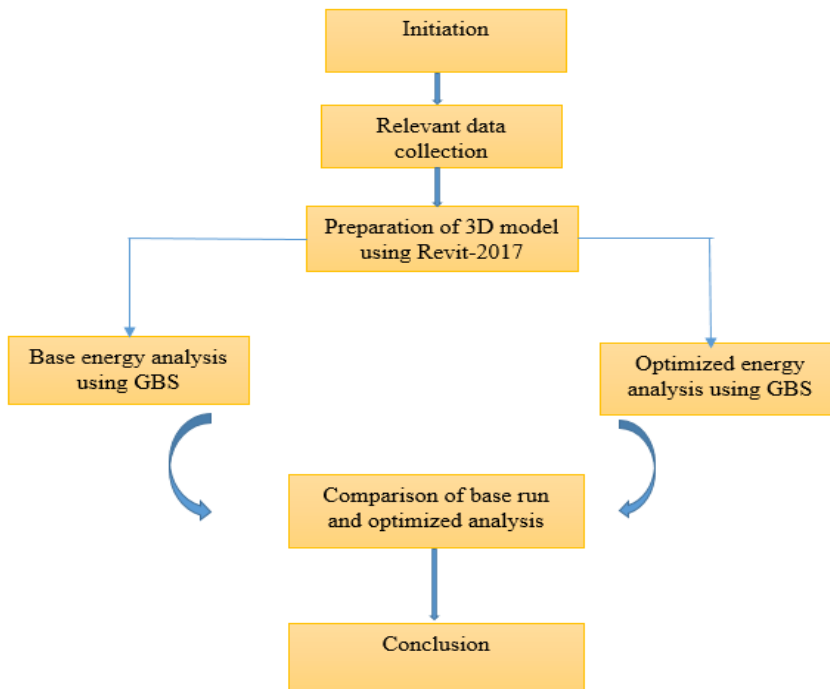 Initiation
Relevant data
collection
Preparation of 3D model
using Revit-2017
Base energy analysis
using GBS
Optimized energy
analysis using GBS
Comparison of base run
and optimized analysis
Conclusion